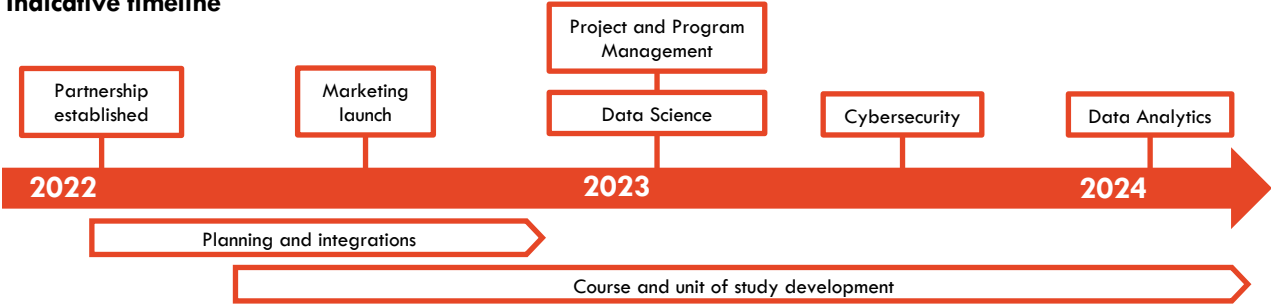 Indicative timeline
Project and Program
Management
Partnership
established
Marketing
launch
Data Science
Cybersecurity
Data Analytics
2022
2023
2024
Planning and integrations
Course and unit of study development